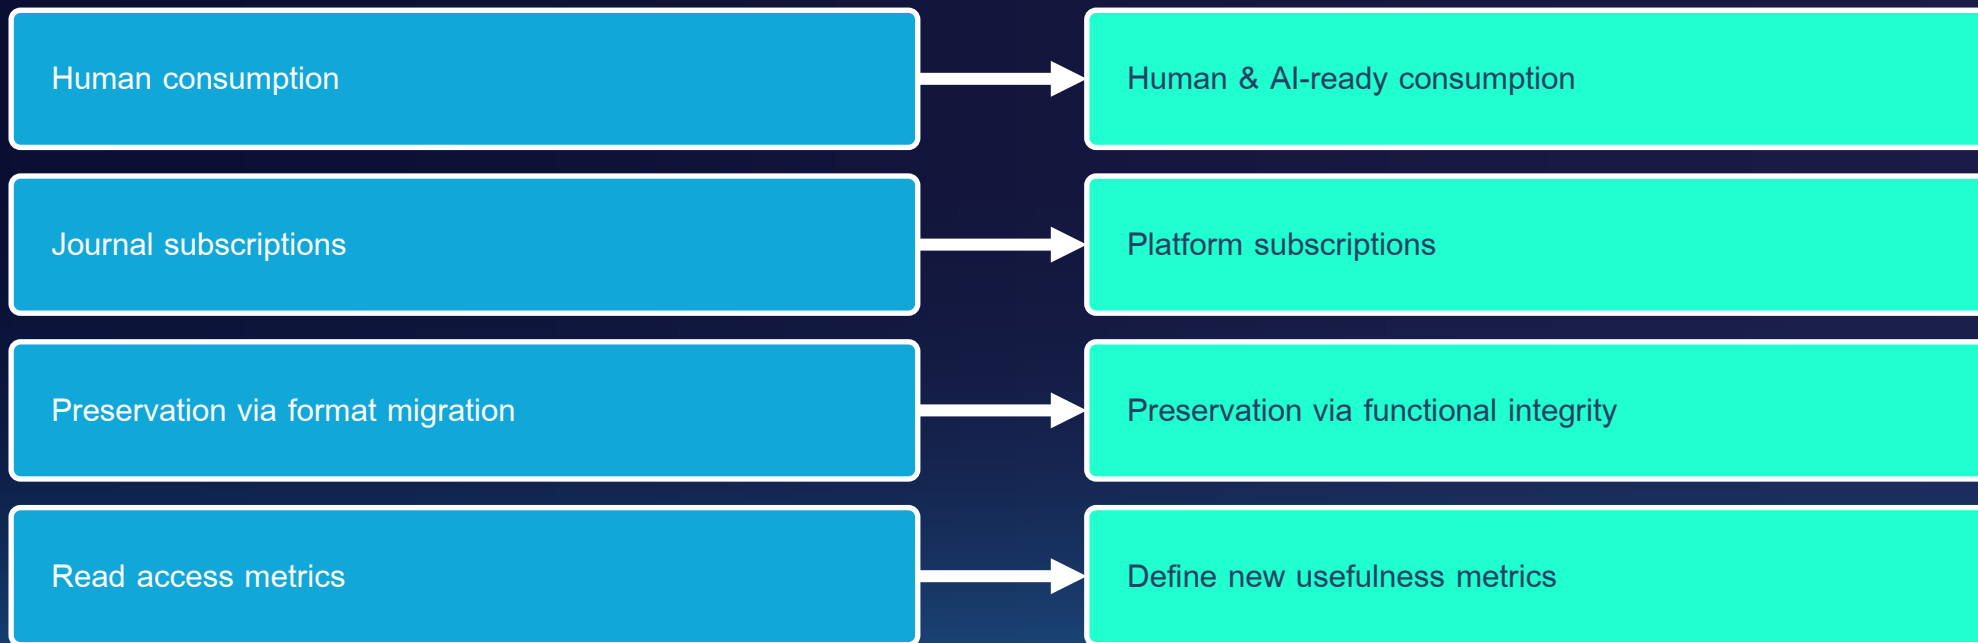 Human consumption
Human & AI-ready consumption
Journal subscriptions
Platform subscriptions
Preservation via format migration
Preservation via functional integrity
Read access metrics
Define new usefulness metrics